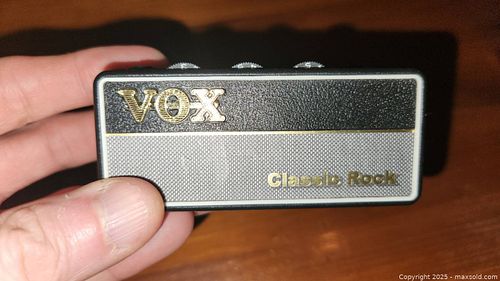 VOX
Classic Rock
Copyright © 2025 - maxsold.com